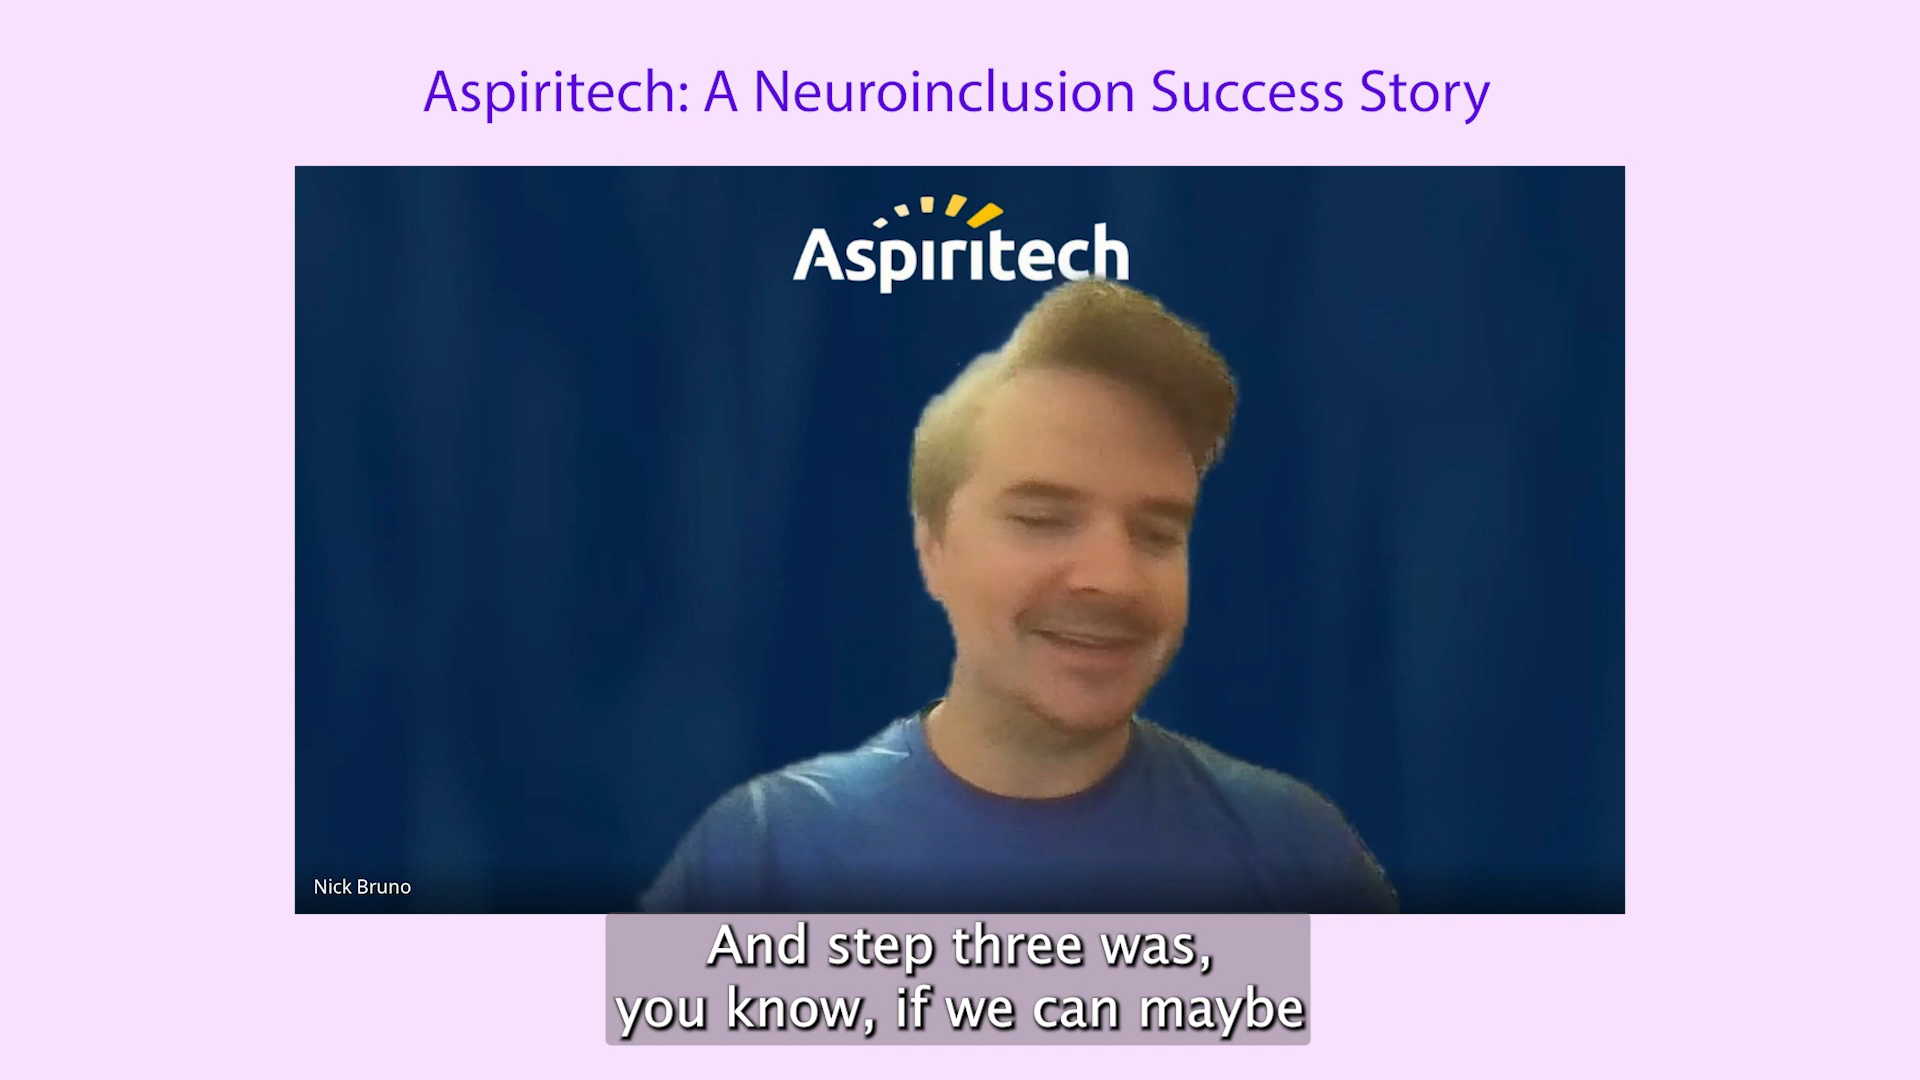 Aspiritech: A Neuroinclusion Success Story
Aspiritech
Nick Bruno
And step three was,
you know, if we can maybe